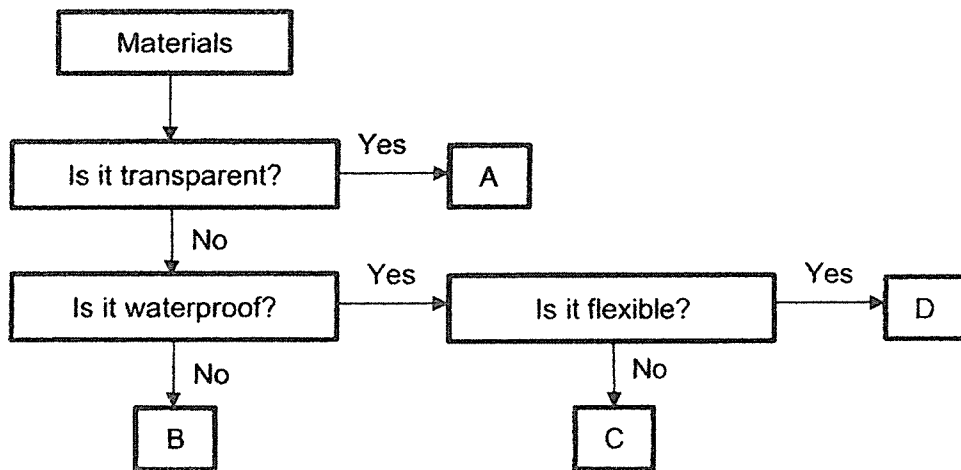 Materials
Is it transparent?
Yes
A
No
Is it waterproof?
Yes
Is it flexible?
Yes
D
No
No
B
C